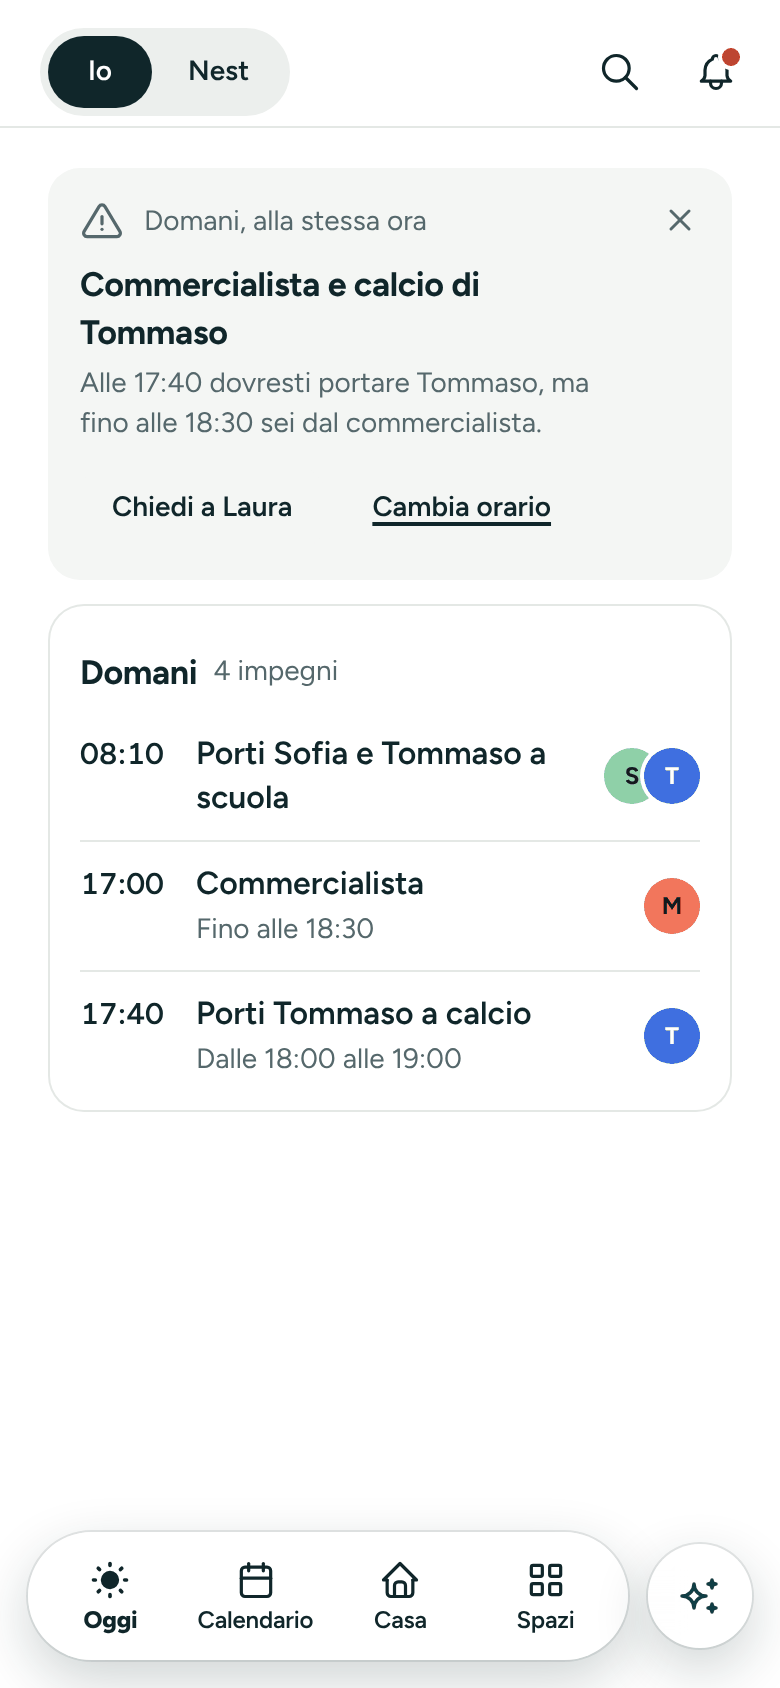 Io
Nest
Domani, alla stessa ora
Commercialista e calcio di
Tommaso
Alle 17:40 dovresti portare Tommaso, ma
fino alle 18:30 sei dal commercialista.
Chiedi a Laura
Cambia orario
Domani 4 impegni
08:10 Porti Sofia e Tommaso a
scuola
S T
17:00 Commercialista
Fino alle 18:30
M
17:40 Porti Tommaso a calcio
Dalle 18:00 alle 19:00
T
Oggi
Calendario
Casa
Spazi